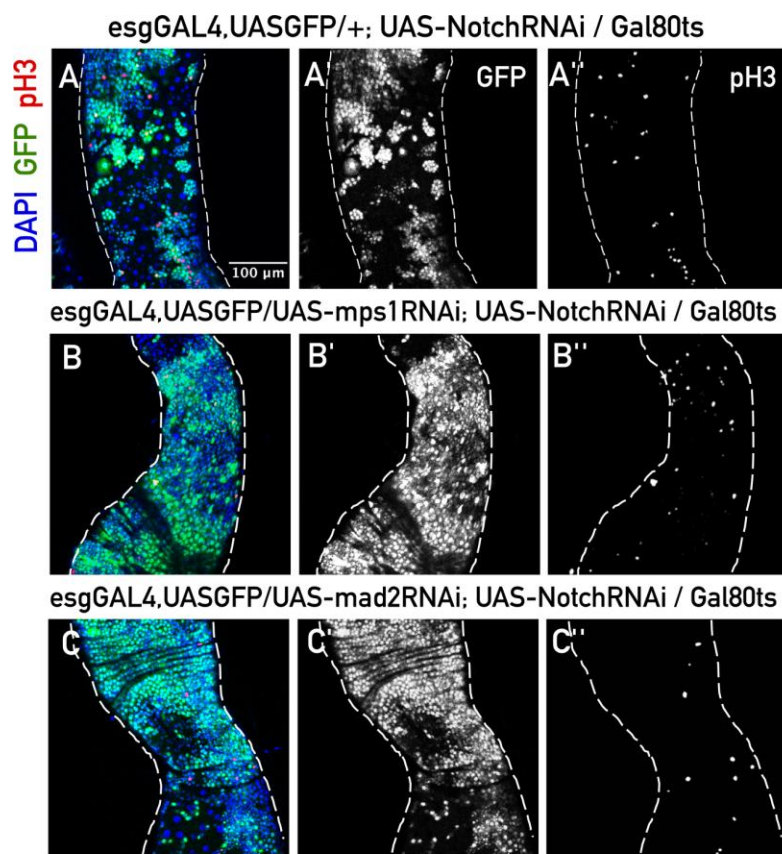 esgGAL4,UASGFP/+; UAS-NotchRNAi / Gal80ts
DAPI GFP pH3
A
A' GFP
A'' pH3
100 µm
esgGAL4,UASGFP/UAS-mps1RNAi; UAS-NotchRNAi / Gal80ts
B
B'
B''
esgGAL4,UASGFP/UAS-mad2RNAi; UAS-NotchRNAi / Gal80ts
C
C'
C''